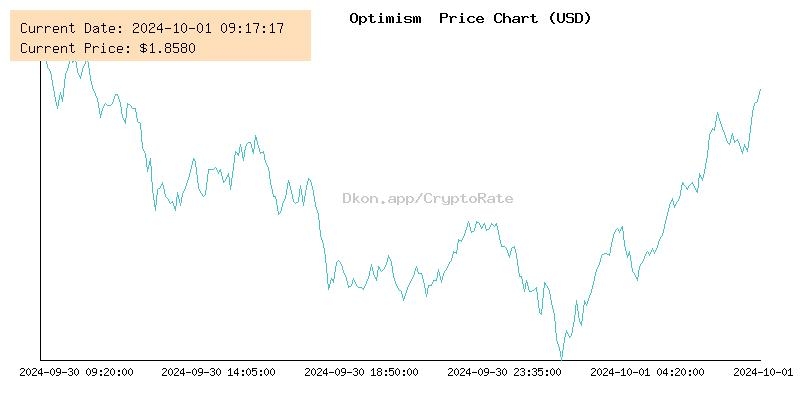 Optimism  Price Chart (USD)
Current Date: 2024-10-01 09:17:17
Current Price: $1.8580
Dkon.app/CryptoRate
2024-09-30 09:20:00 2024-09-30 14:05:00 2024-09-30 18:50:00 2024-09-30 23:35:00 2024-10-01 04:20:00 2024-10-01